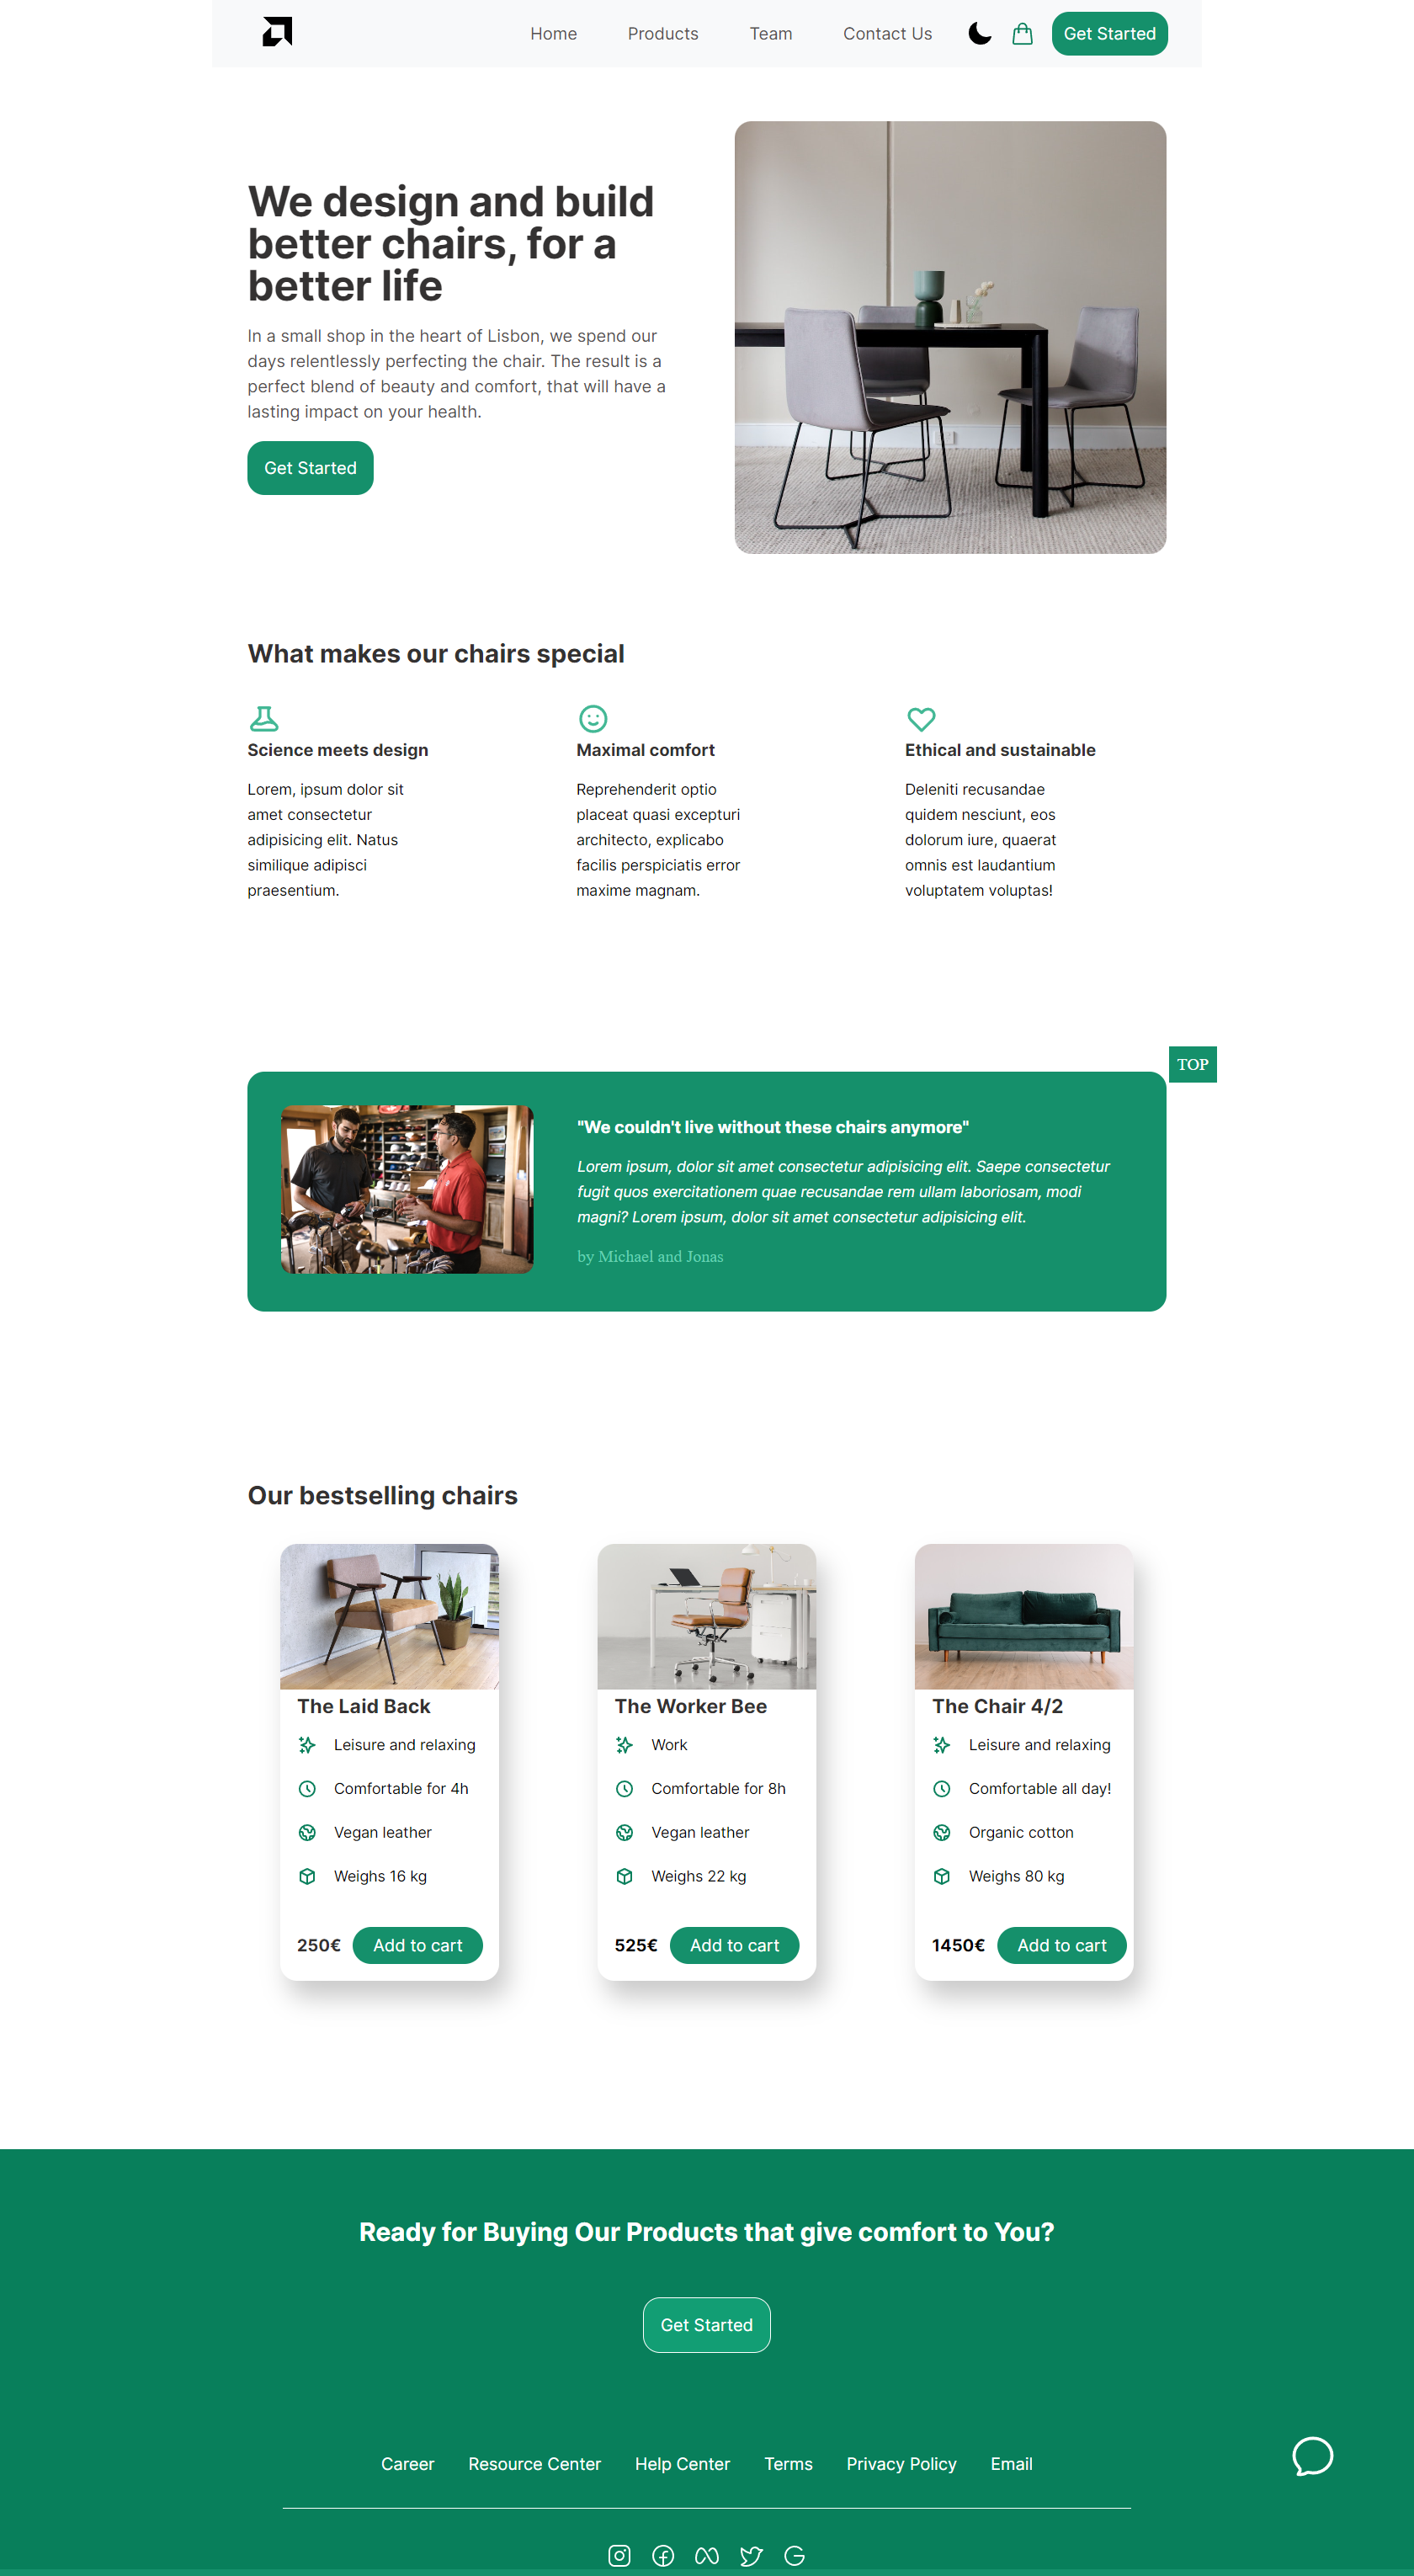 Home Products Team Contact Us Get Started
We design and build
better chairs, for a
better life
In a small shop in the heart of Lisbon, we spend our
days relentlessly perfecting the chair. The result is a
perfect blend of beauty and comfort, that will have a
lasting impact on your health.
Get Started
What makes our chairs special
Science meets design
Lorem, ipsum dolor sit
amet consectetur
adipisicing elit. Natus
similique adipisci
praesentium.
Maximal comfort
Reprehenderit optio
placeat quasi excepturi
architecto, explicabo
facilis perspiciatis error
maxime magnam.
Ethical and sustainable
Deleniti recusandae
quidem nesciunt, eos
dolorum iure, quaerat
omnis est laudantium
voluptatem voluptas!
TOP
"We couldn't live without these chairs anymore"
Lorem ipsum, dolor sit amet consectetur adipisicing elit. Saepe consectetur
fugit quos exercitationem quae recusandae rem ullam laboriosam, modi
magni? Lorem ipsum, dolor sit amet consectetur adipisicing elit.
by Michael and Jonas
Our bestselling chairs
The Laid Back
Leisure and relaxing
Comfortable for 4h
Vegan leather
Weighs 16 kg
250€ Add to cart
The Worker Bee
Work
Comfortable for 8h
Vegan leather
Weighs 22 kg
525€ Add to cart
The Chair 4/2
Leisure and relaxing
Comfortable all day!
Organic cotton
Weighs 80 kg
1450€ Add to cart
Ready for Buying Our Products that give comfort to You?
Get Started
Career Resource Center Help Center Terms Privacy Policy Email